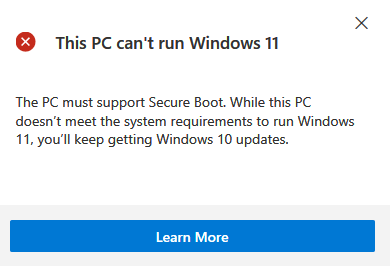 This PC can't run Windows 11
The PC must support Secure Boot. While this PC
doesn’t meet the system requirements to run Windows
11, you’ll keep getting Windows 10 updates.
Learn More